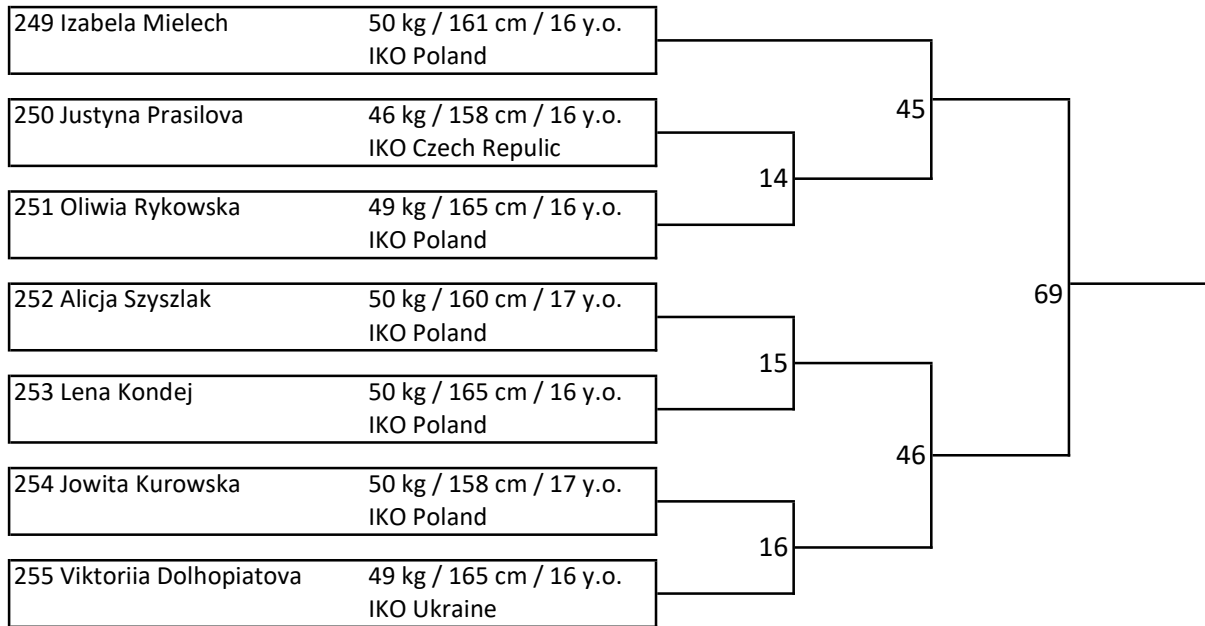 249 Izabela Mielech 50 kg / 161 cm / 16 y.o.
IKO Poland
250 Justyna Prasilova 46 kg / 158 cm / 16 y.o.
IKO Czech Repulic
251 Oliwia Rykowska 49 kg / 165 cm / 16 y.o.
IKO Poland
252 Alicja Szyszlak 50 kg / 160 cm / 17 y.o.
IKO Poland
253 Lena Kondej 50 kg / 165 cm / 16 y.o.
IKO Poland
254 Jowita Kurowska 50 kg / 158 cm / 17 y.o.
IKO Poland
255 Viktoriia Dolhopiatova 49 kg / 165 cm / 16 y.o.
IKO Ukraine
14
15
16
45
46
69